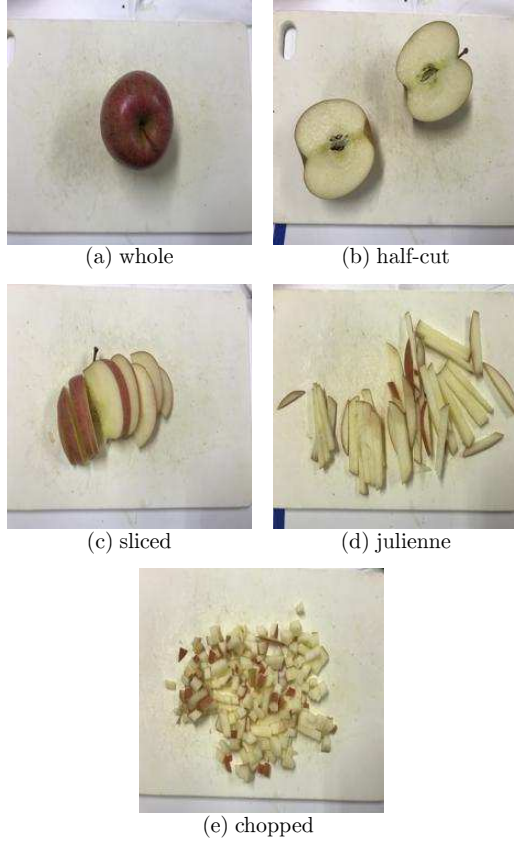 (a) whole
(b) half-cut
(c) sliced
(d) julienne
(e) chopped